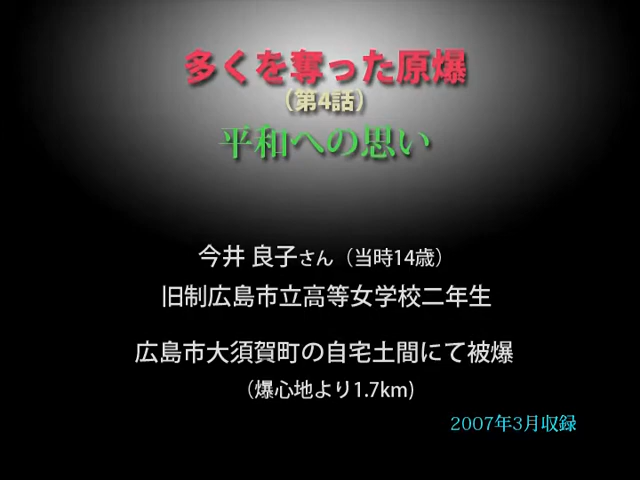 多くを奪った原爆
（第4話）
平和への思い
今井 良子さん（当時14歳）
旧制広島市立高等女学校二年生
広島市大須賀町の自宅土間にて被爆
（爆心地より1.7km)
2007年3月収録